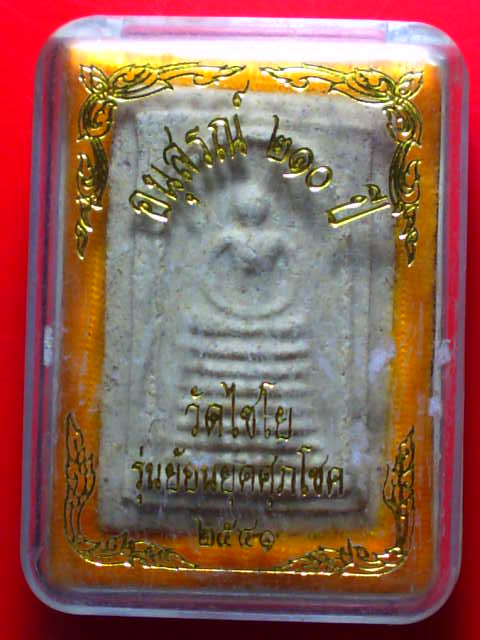 อนุสรณ์ ๒๑๐ ปี
วัดไชโย
รุ่นย้อนยุคศุภโชค
๒๕๔๑